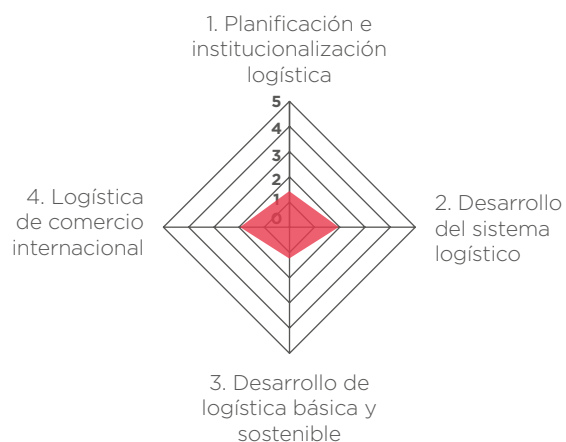 1. Planificación e
institucionalización
logística
5
4
3
2
1
0
4. Logística
de comercio
internacional
2. Desarrollo
del sistema
logístico
3. Desarrollo de
logística básica y
sostenible